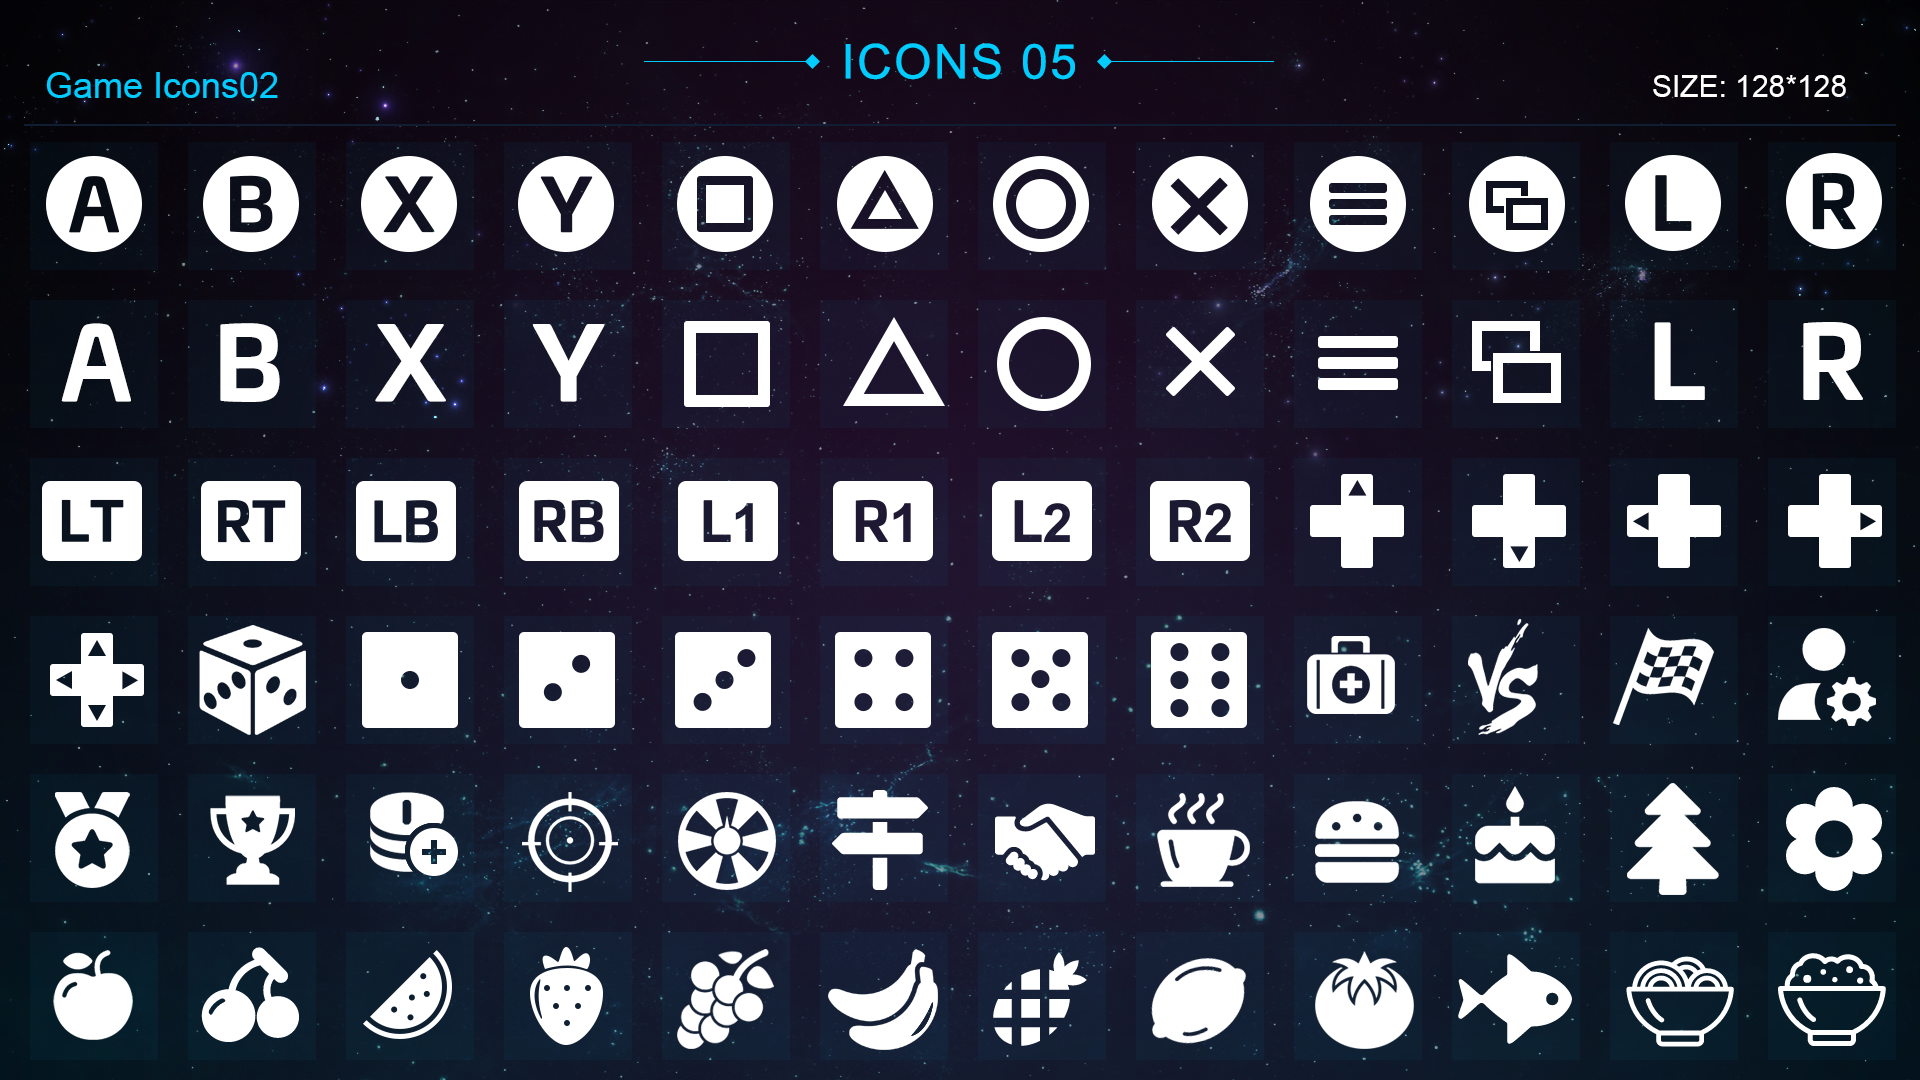 ICONS 05
Game Icons02
SIZE: 128*128
A B X Y L R
A B X Y L R
LT RT LB RB L1 R1 L2 R2
VS